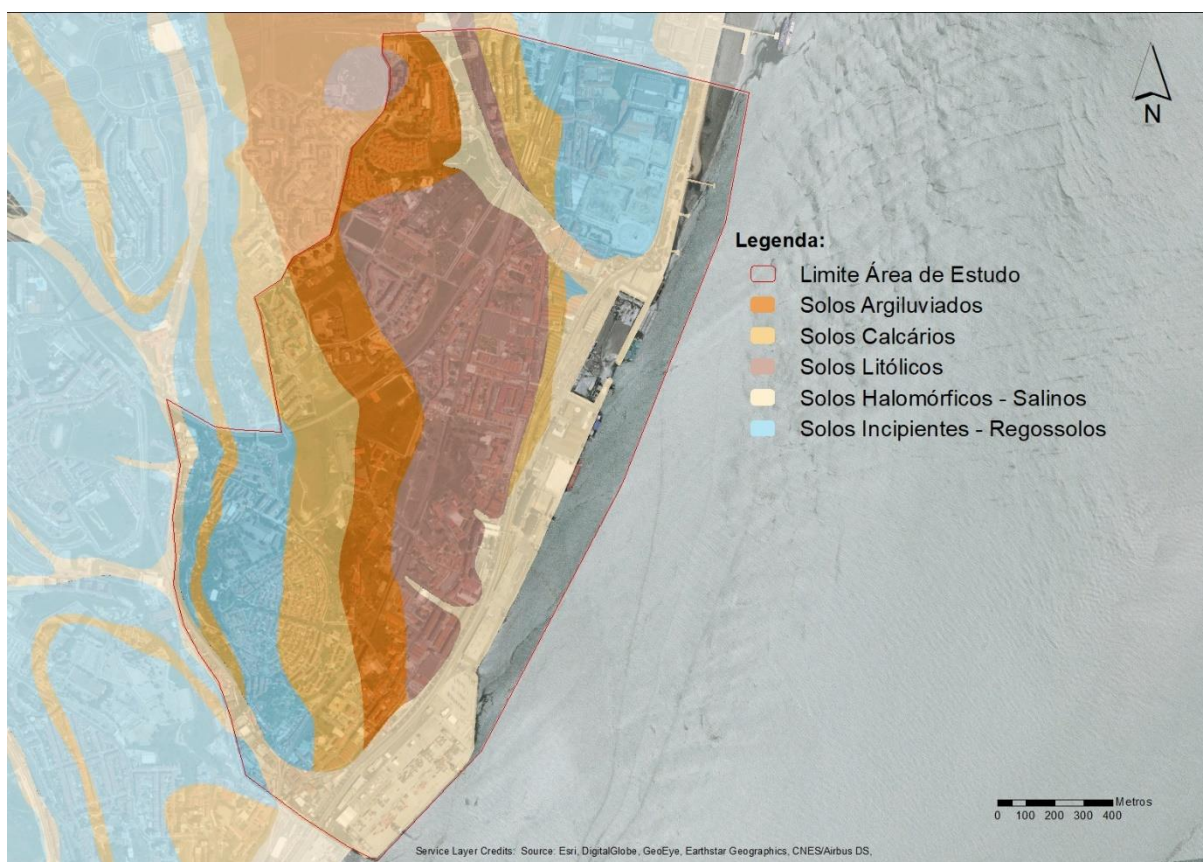 N
Legenda:
Limite Área de Estudo
Solos Argiluviados
Solos Calcários
Solos Litólicos
Solos Halomórficos - Salinos
Solos Incipientes - Regossolos
Metros
0 100 200 300 400
Service Layer Credits: Source: Esri, DigitalGlobe, GeoEye, Earthstar Geographics, CNES/Airbus DS,